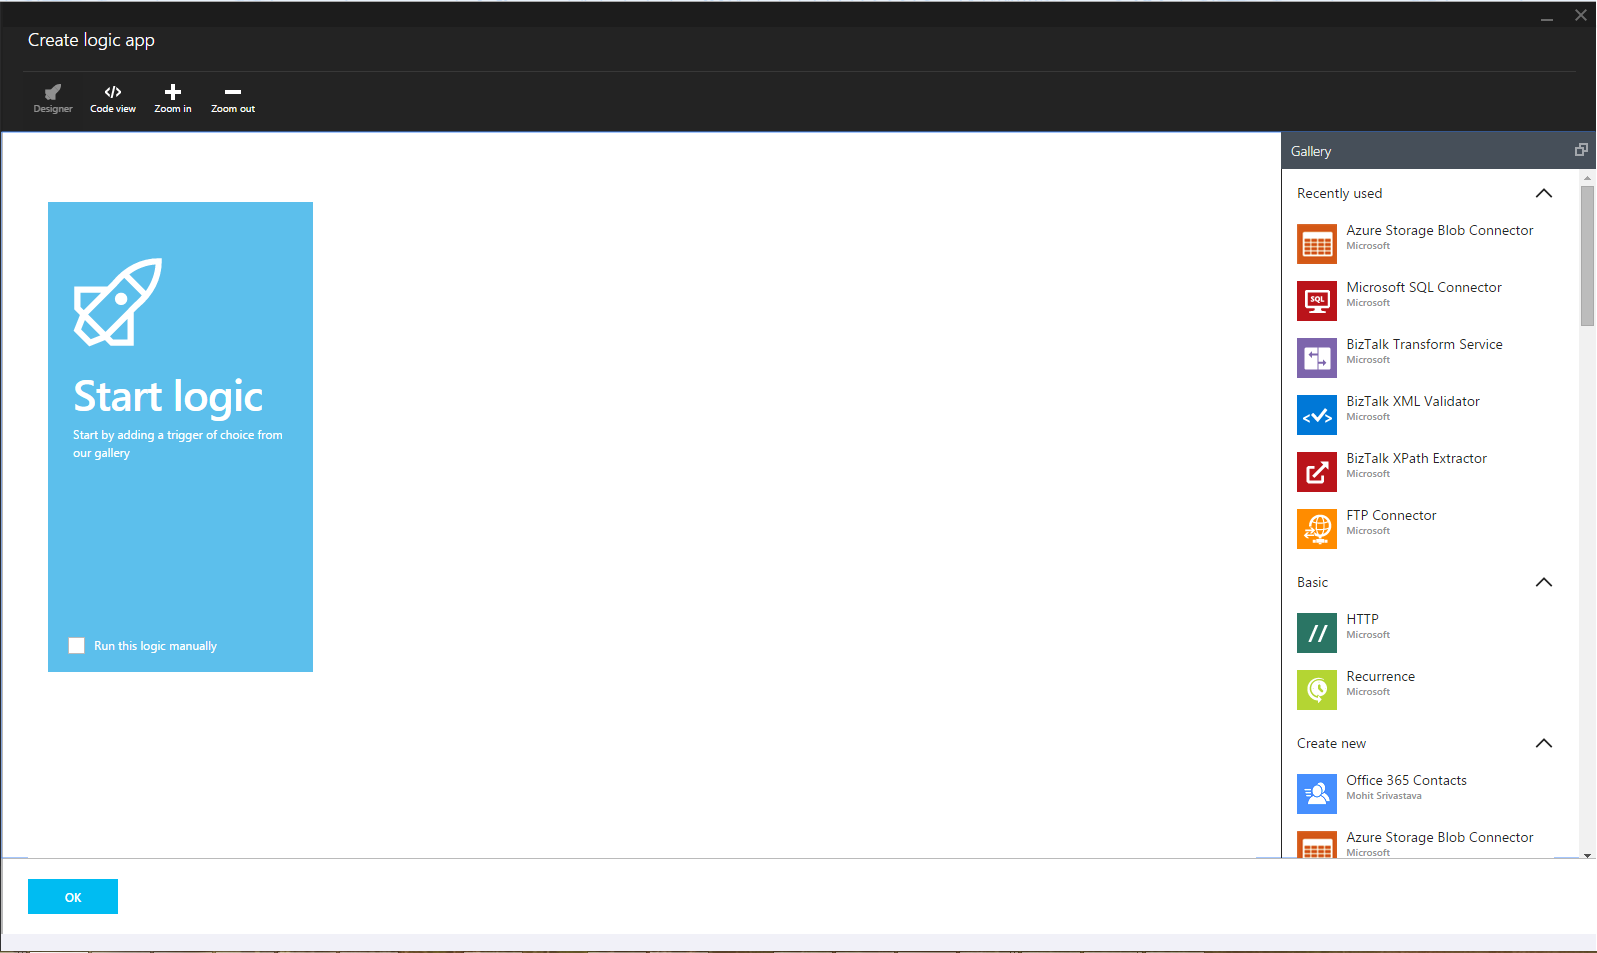 Create logic app
Designer
Code view
Zoom in
Zoom out
Start logic
Start by adding a trigger of choice from
our gallery
Run this logic manually
Gallery
Recently used
Azure Storage Blob Connector
Microsoft
SQL
Microsoft SQL Connector
Microsoft
BizTalk Transform Service
Microsoft
BizTalk XML Validator
Microsoft
BizTalk XPath Extractor
Microsoft
FTP Connector
Microsoft
Basic
HTTP
Microsoft
Recurrence
Microsoft
Create new
Office 365 Contacts
Mohit Srivastava
Azure Storage Blob Connector
Microsoft
OK